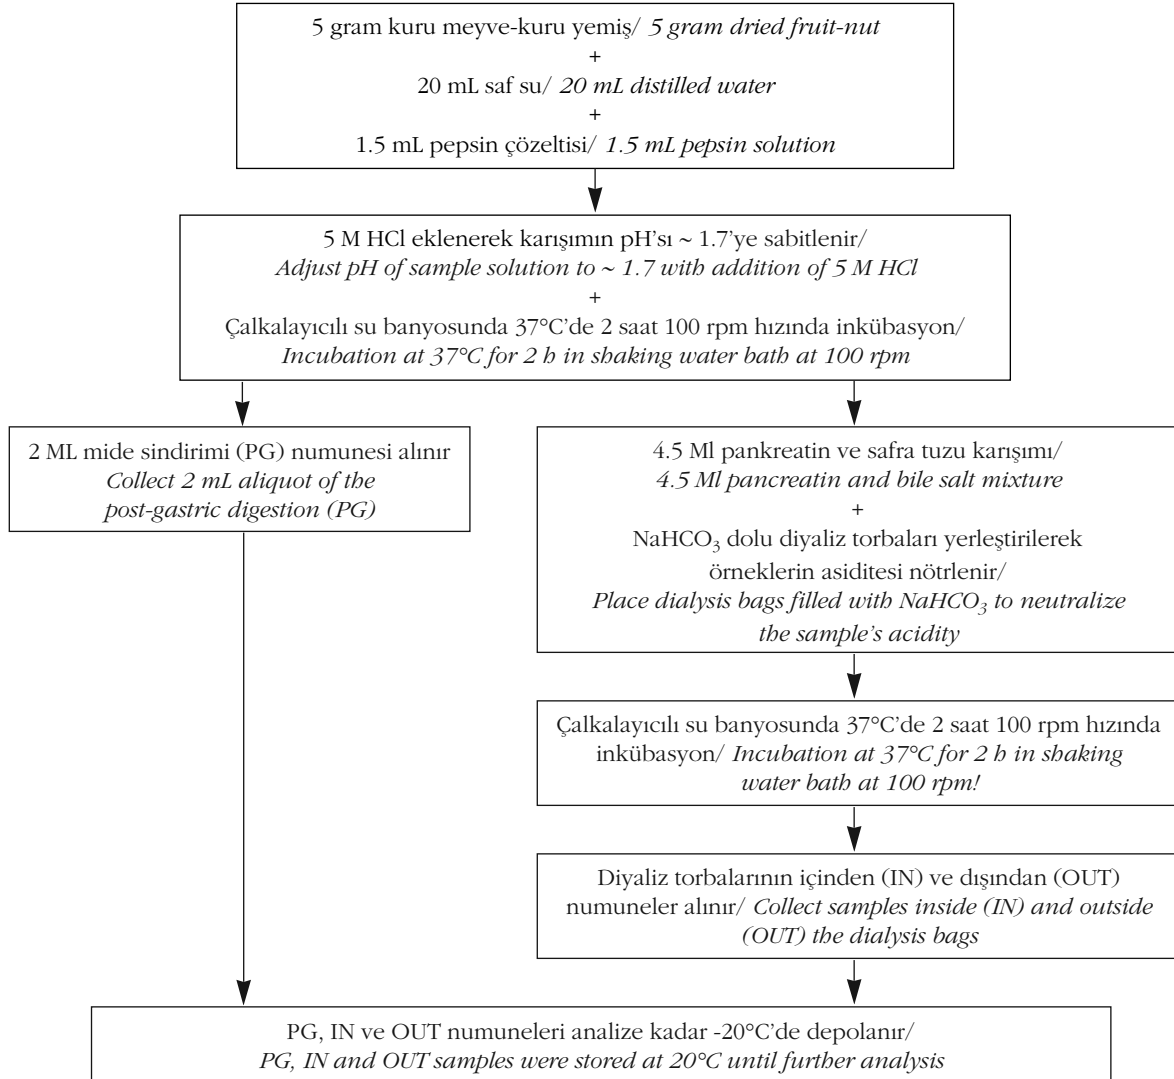 5 gram kuru meyve-kuru yemiş/ 5 gram dried fruit-nut
+
20 mL saf su/ 20 mL distilled water
+
1.5 mL pepsin çözeltisi/ 1.5 mL pepsin solution
5 M HCl eklenerek karışımın pH’sı ~ 1.7’ye sabitlenir/
Adjust pH of sample solution to ~ 1.7 with addition of 5 M HCl
+
Çalkalayıcılı su banyosunda 37°C’de 2 saat 100 rpm hızında inkübasyon/
Incubation at 37°C for 2 h in shaking water bath at 100 rpm
2 ML mide sindirimi (PG) numunesi alınır
Collect 2 mL aliquot of the
post-gastric digestion (PG)
4.5 Ml pankreatin ve safra tuzu karışımı/
4.5 Ml pancreatin and bile salt mixture
+
NaHCO₃ dolu diyaliz torbaları yerleştirilerek
örneklerin asiditesi nötrlenir/
Place dialysis bags filled with NaHCO₃ to neutralize
the sample’s acidity
Çalkalayıcılı su banyosunda 37°C’de 2 saat 100 rpm hızında
inkübasyon/ Incubation at 37°C for 2 h in shaking
water bath at 100 rpm!
Diyaliz torbalarının içinden (IN) ve dışından (OUT)
numuneler alınır/ Collect samples inside (IN) and outside
(OUT) the dialysis bags
PG, IN ve OUT numuneleri analize kadar -20°C’de depolanır/
PG, IN and OUT samples were stored at 20°C until further analysis